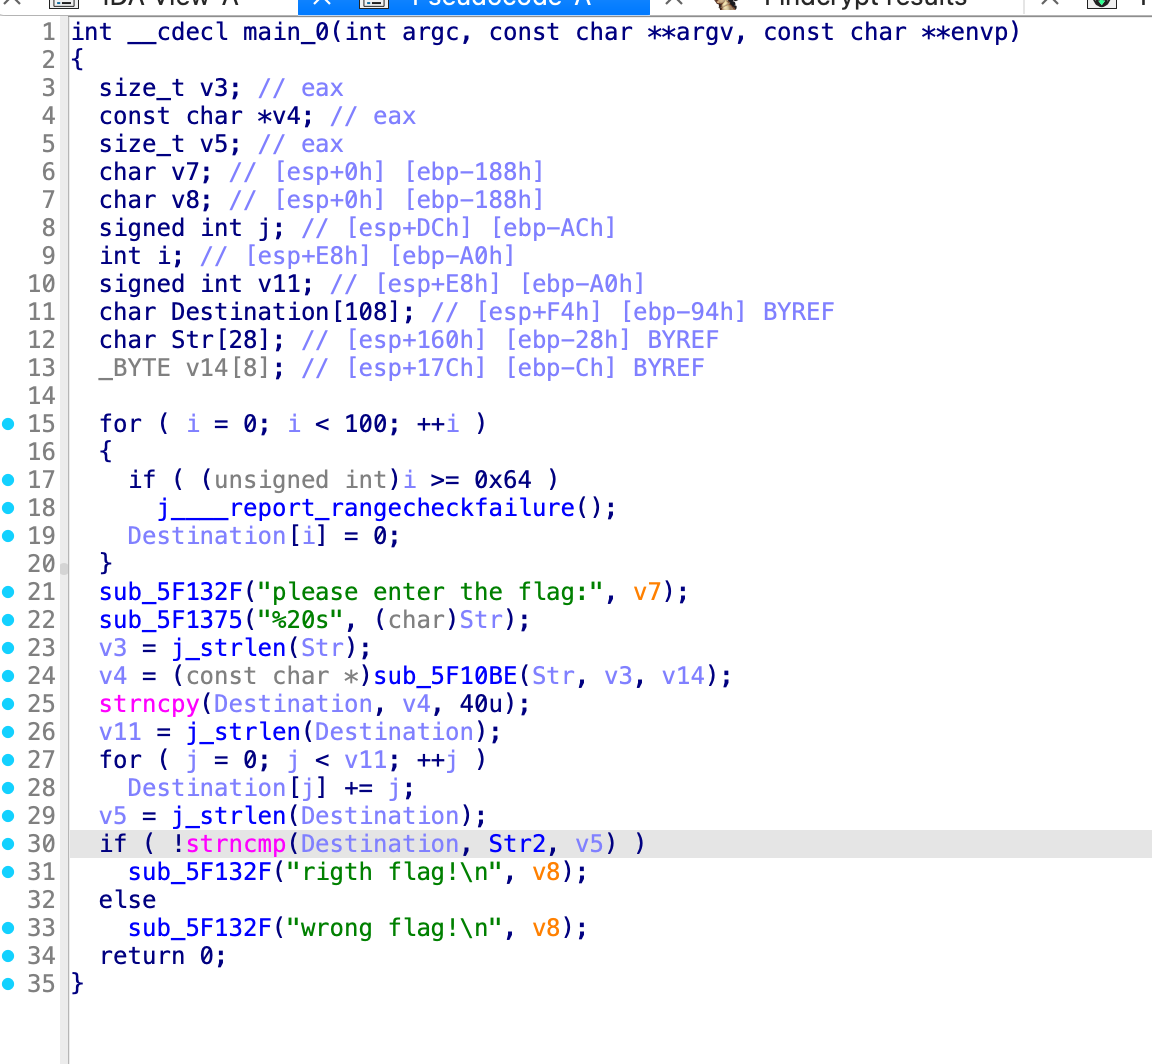 IDA View-A Pseudocode-A Findcrypt results
1 int __cdecl main_0(int argc, const char **argv, const char **envp)
2 {
3 size_t v3; // eax
4 const char *v4; // eax
5 size_t v5; // eax
6 char v7; // [esp+0h] [ebp-188h]
7 char v8; // [esp+0h] [ebp-188h]
8 signed int j; // [esp+DCh] [ebp-ACh]
9 int i; // [esp+E8h] [ebp-A0h]
10 signed int v11; // [esp+E8h] [ebp-A0h]
11 char Destination[108]; // [esp+F4h] [ebp-94h] BYREF
12 char Str[28]; // [esp+160h] [ebp-28h] BYREF
13 _BYTE v14[8]; // [esp+17Ch] [ebp-Ch] BYREF
14
15 for ( i = 0; i < 100; ++i )
16 {
17 if ( (unsigned int)i >= 0x64 )
18 j____report_rangecheckfailure();
19 Destination[i] = 0;
20 }
21 sub_5F132F("please enter the flag:", v7);
22 sub_5F1375("%20s", (char)Str);
23 v3 = j_strlen(Str);
24 v4 = (const char *)sub_5F10BE(Str, v3, v14);
25 strncpy(Destination, v4, 40u);
26 v11 = j_strlen(Destination);
27 for ( j = 0; j < v11; ++j )
28 Destination[j] += j;
29 v5 = j_strlen(Destination);
30 if ( !strncmp(Destination, Str2, v5) )
31 sub_5F132F("rigth flag!\n", v8);
32 else
33 sub_5F132F("wrong flag!\n", v8);
34 return 0;
35 }